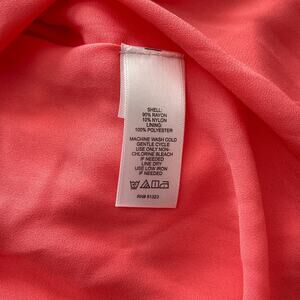 SHELL:
90% RAYON
10% NYLON
LINING:
100% POLYESTER
MACHINE WASH COLD
GENTLE CYCLE
USE ONLY NON-
CHLORINE BLEACH
IF NEEDED
LINE DRY
USE LOW IRON
IF NEEDED
RN# 61323